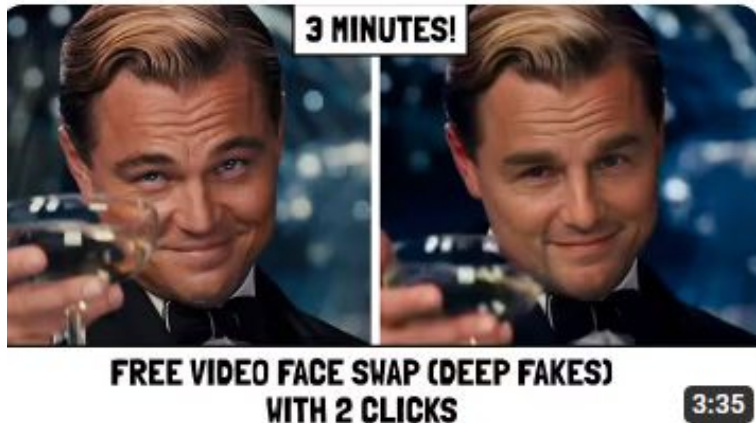 3 MINUTES!
FREE VIDEO FACE SWAP (DEEP FAKES)
WITH 2 CLICKS
3:35